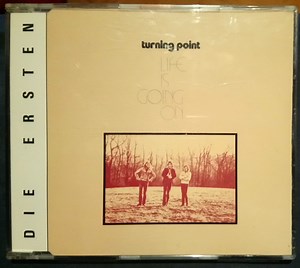 DIE ERSTEN
turning point
LIFE
IS
GOING
ON